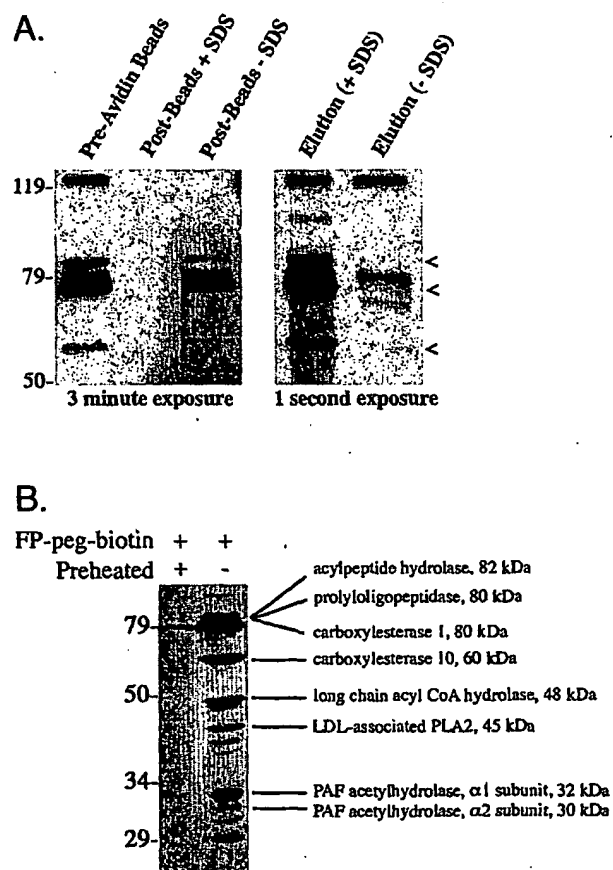 A.
Pre-Avidin Beads
Post-Beads + SDS
Post-Beads - SDS
Elution (+ SDS)
Elution (- SDS)
119-
79-
50-
<
<
<
3 minute exposure
1 second exposure
B.
FP-peg-biotin + +
Preheated + -
79-
50-
34-
29-
acylpeptide hydrolase, 82 kDa
prolyloligopeptidase, 80 kDa
carboxylesterase 1, 80 kDa
carboxylesterase 10, 60 kDa
long chain acyl CoA hydrolase, 48 kDa
LDL-associated PLA2, 45 kDa
PAF acetylhydrolase, α1 subunit, 32 kDa
PAF acetylhydrolase, α2 subunit, 30 kDa